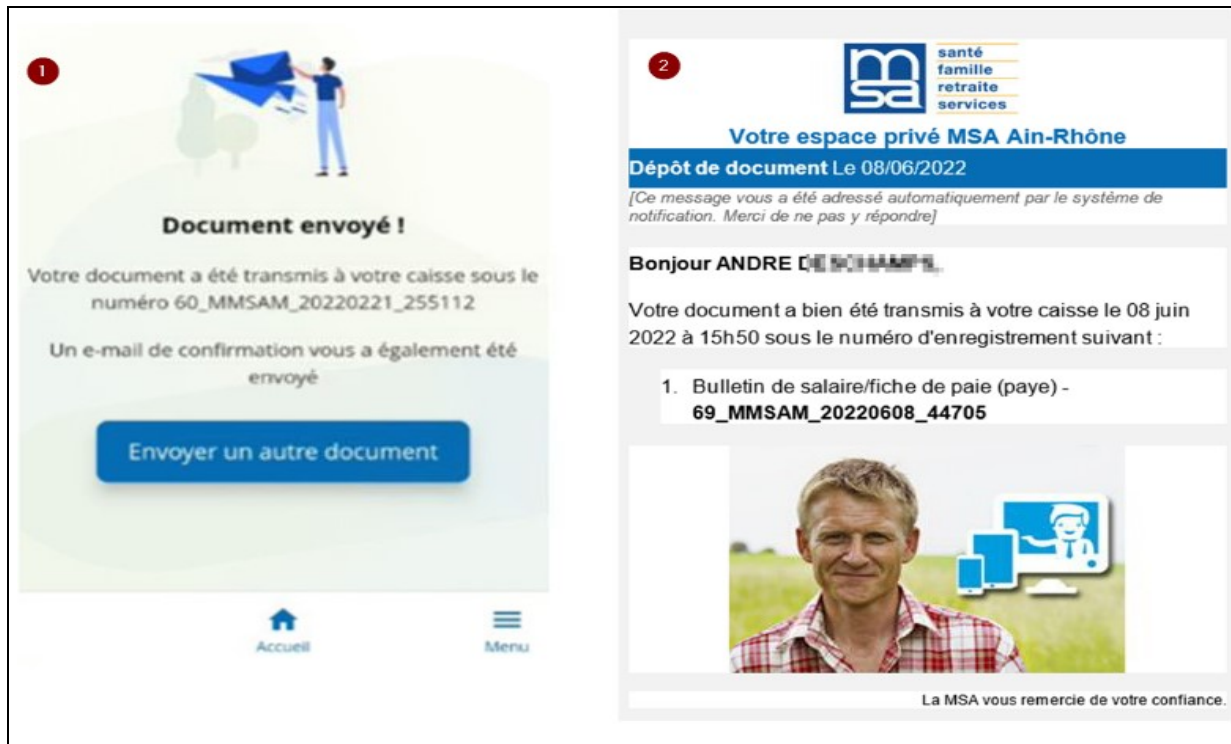 1
Document envoyé !
Votre document a été transmis à votre caisse sous le
numéro 60_MMSAM_20220221_255112
Un e-mail de confirmation vous a également été
envoyé
Envoyer un autre document
Accueil
Menu
2
msa
santé
famille
retraite
services
Votre espace privé MSA Ain-Rhône
Dépôt de document Le 08/06/2022
[Ce message vous a été adressé automatiquement par le système de
notification. Merci de ne pas y répondre]
Bonjour ANDRE
Votre document a bien été transmis à votre caisse le 08 juin
2022 à 15h50 sous le numéro d'enregistrement suivant :
1. Bulletin de salaire/fiche de paie (paye) -
69_MMSAM_20220608_44705
La MSA vous remercie de votre confiance.